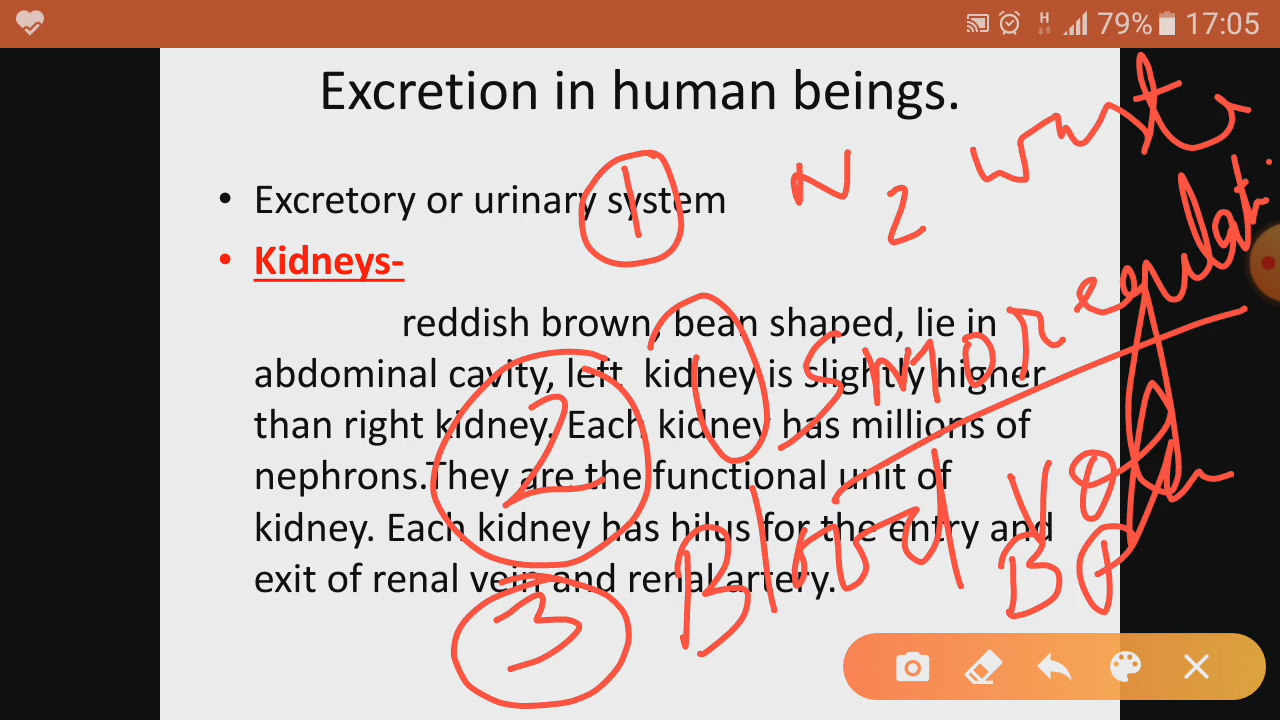 H 79% 17:05
Excretion in human beings.
• Excretory or urinary system
• Kidneys-
reddish brown, bean shaped, lie in
abdominal cavity, left kidney is slightly higher
than right kidney. Each kidney has millions of
nephrons.They are the functional unit of
kidney. Each kidney has hilus for the entry and
exit of renal vein and renal artery.
1 N2 waste
2 Osmoregulati
3 Blood vol
BP